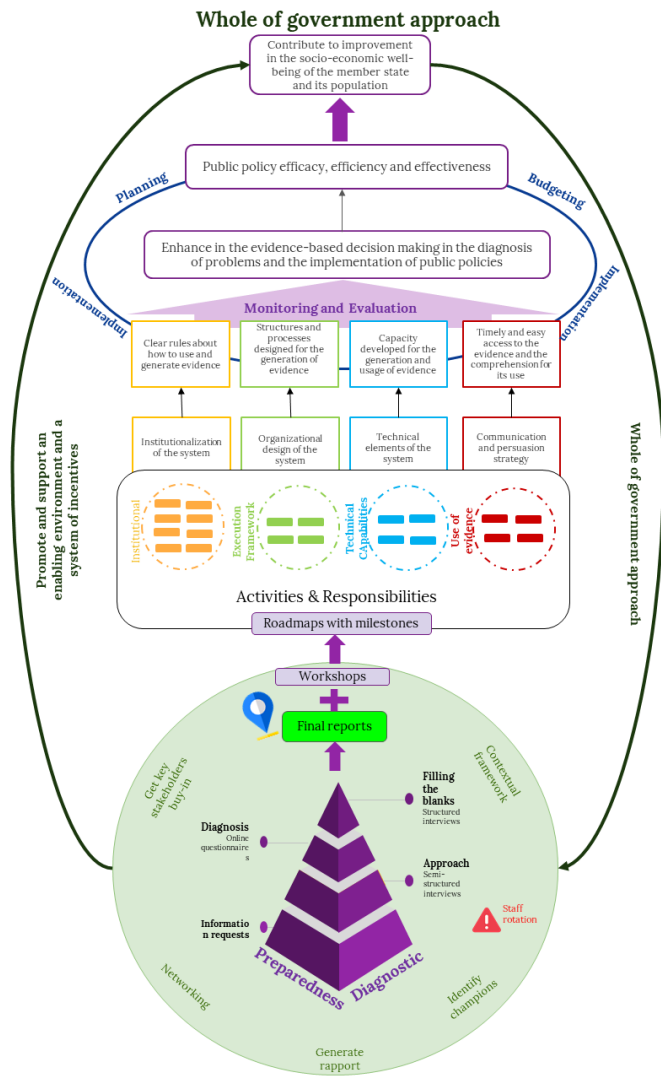 Whole of government approach
Contribute to improvement
in the socio-economic well-
being of the member state
and its population
Public policy efficacy, efficiency and effectiveness
Planning
Budgeting
Enhance in the evidence-based decision making in the diagnosis
of problems and the implementation of public policies
Implementation
Implementation
Monitoring and Evaluation
Clear rules about
how to use and
generate evidence
Structures and
processes
designed for the
generation of
evidence
Capacity
developed for the
generation and
usage of evidence
Timely and easy
access to the
evidence and the
comprehension for
its use
Institutionalization of
the system
Organizational
design of the
system
Technical
elements of the
system
Communication
and persuasion
strategy
Promote and support an
enabling environment and a
system of incentives
Whole of government approach
Institutional
Execution
Framework
Technical
CApabilities
Use of
evidence
Activities & Responsibilities
Roadmaps with milestones
Workshops
Final reports
Get key
stakeholders
buy-in
Contextual
framework
Filling
the
blanks
Structured
interviews
Diagnosis
Online
questionnaire
s
Approach
Semi-
structured
interviews
Informatio
n requests
Staff
rotation
Preparedness
Diagnostic
Networking
Identify
champions
Generate
rapport